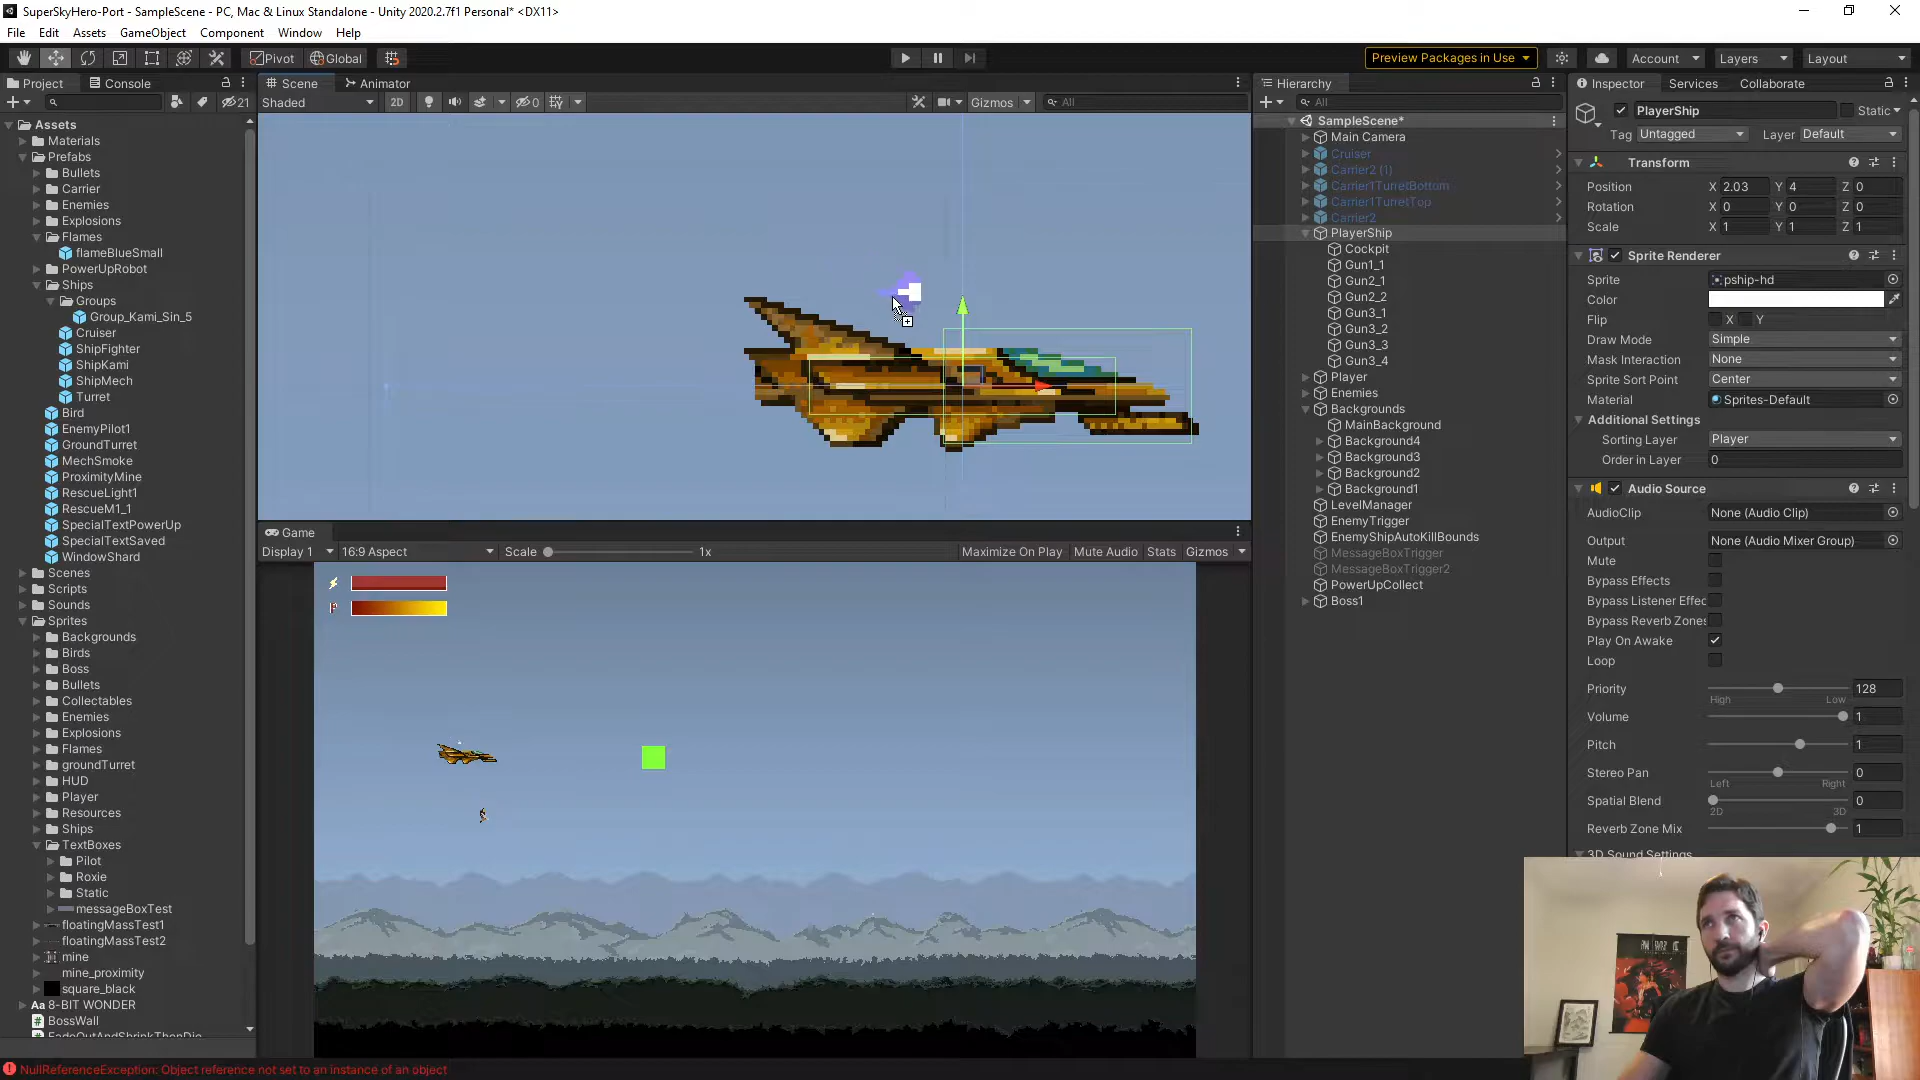 SuperSkyHero-Port - SampleScene - PC, Mac & Linux Standalone - Unity 2020.2.7f1 Personal* <DX11>
File Edit Assets GameObject Component Window Help
Pivot Global
Preview Packages in Use Account Layers Layout
Project Console
21
Assets
Materials
Prefabs
Bullets
Carrier
Enemies
Explosions
Flames
flameBlueSmall
PowerUpRobot
Ships
Groups
Group_Kami_Sin_5
Cruiser
ShipFighter
ShipKami
ShipMech
Turret
Bird
EnemyPilot1
GroundTurret
MechSmoke
ProximityMine
RescueLight1
RescueM1_1
SpecialTextPowerUp
SpecialTextSaved
WindowShard
Scenes
Scripts
Sounds
Sprites
Backgrounds
Birds
Boss
Bullets
Collectables
Enemies
Explosions
Flames
groundTurret
HUD
Player
Resources
Ships
TextBoxes
Pilot
Roxie
Static
messageBoxTest
floatingMassTest1
floatingMassTest2
mine
mine_proximity
square_black
Aa 8-BIT WONDER
BossWall
FadeOutAndShrinkThenDie
Scene Animator
Shaded 2D 0 Gizmos All
Game
Display 1 16:9 Aspect Scale 1x Maximize On Play Mute Audio Stats Gizmos
P
Hierarchy
All
SampleScene*
Main Camera
Cruiser
Carrier2 (1)
Carrier1TurretBottom
Carrier1TurretTop
Carrier2
PlayerShip
Cockpit
Gun1_1
Gun2_1
Gun2_2
Gun3_1
Gun3_2
Gun3_3
Gun3_4
Player
Enemies
Backgrounds
MainBackground
Background4
Background3
Background2
Background1
LevelManager
EnemyTrigger
EnemyShipAutoKillBounds
MessageBoxTrigger
MessageBoxTrigger2
PowerUpCollect
Boss1
Inspector Services Collaborate
PlayerShip Static
Tag Untagged Layer Default
Transform
Position X 2.03 Y 4 Z 0
Rotation X 0 Y 0 Z 0
Scale X 1 Y 1 Z 1
Sprite Renderer
Sprite pship-hd
Color
Flip X Y
Draw Mode Simple
Mask Interaction None
Sprite Sort Point Center
Material Sprites-Default
Additional Settings
Sorting Layer Player
Order in Layer 0
Audio Source
AudioClip None (Audio Clip)
Output None (Audio Mixer Group)
Mute
Bypass Effects
Bypass Listener Effec
Bypass Reverb Zones
Play On Awake
Loop
Priority 128
High Low
Volume 1
Pitch 1
Stereo Pan 0
Left Right
Spatial Blend 0
2D 3D
Reverb Zone Mix 1
3D Sound Settings
NullReferenceException: Object reference not set to an instance of an object